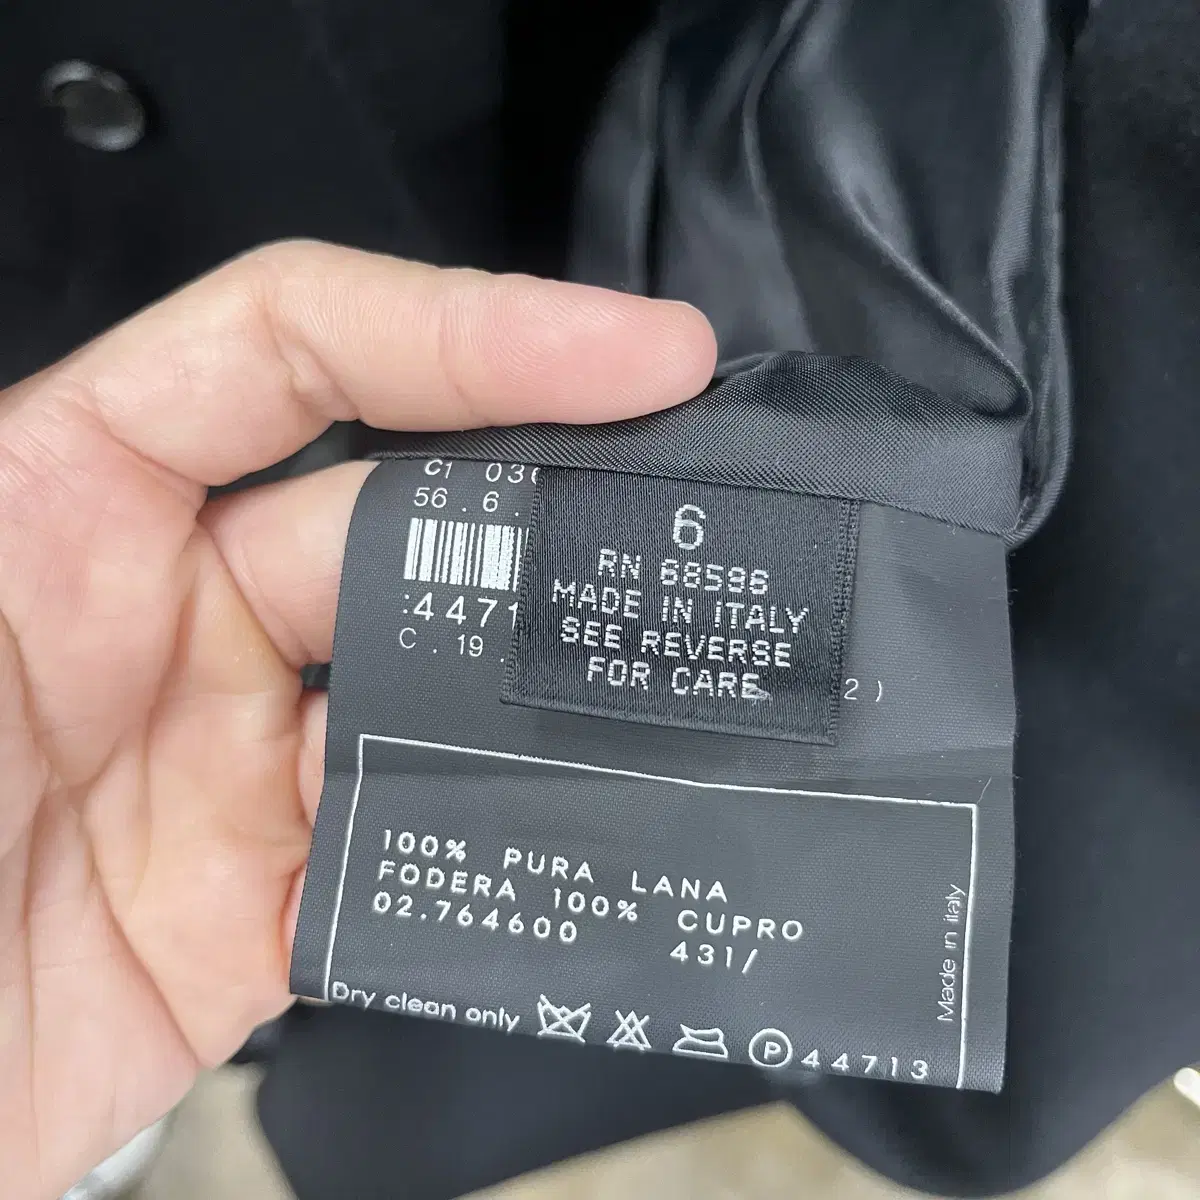 C1 03
56 . 6 .
:4471
C . 19 .
2 )
6
RN 68596
MADE IN ITALY
SEE REVERSE
FOR CARE
100% PURA LANA
FODERA 100% CUPRO
02.764600 431/
Made in italy
Dry clean only P 44713